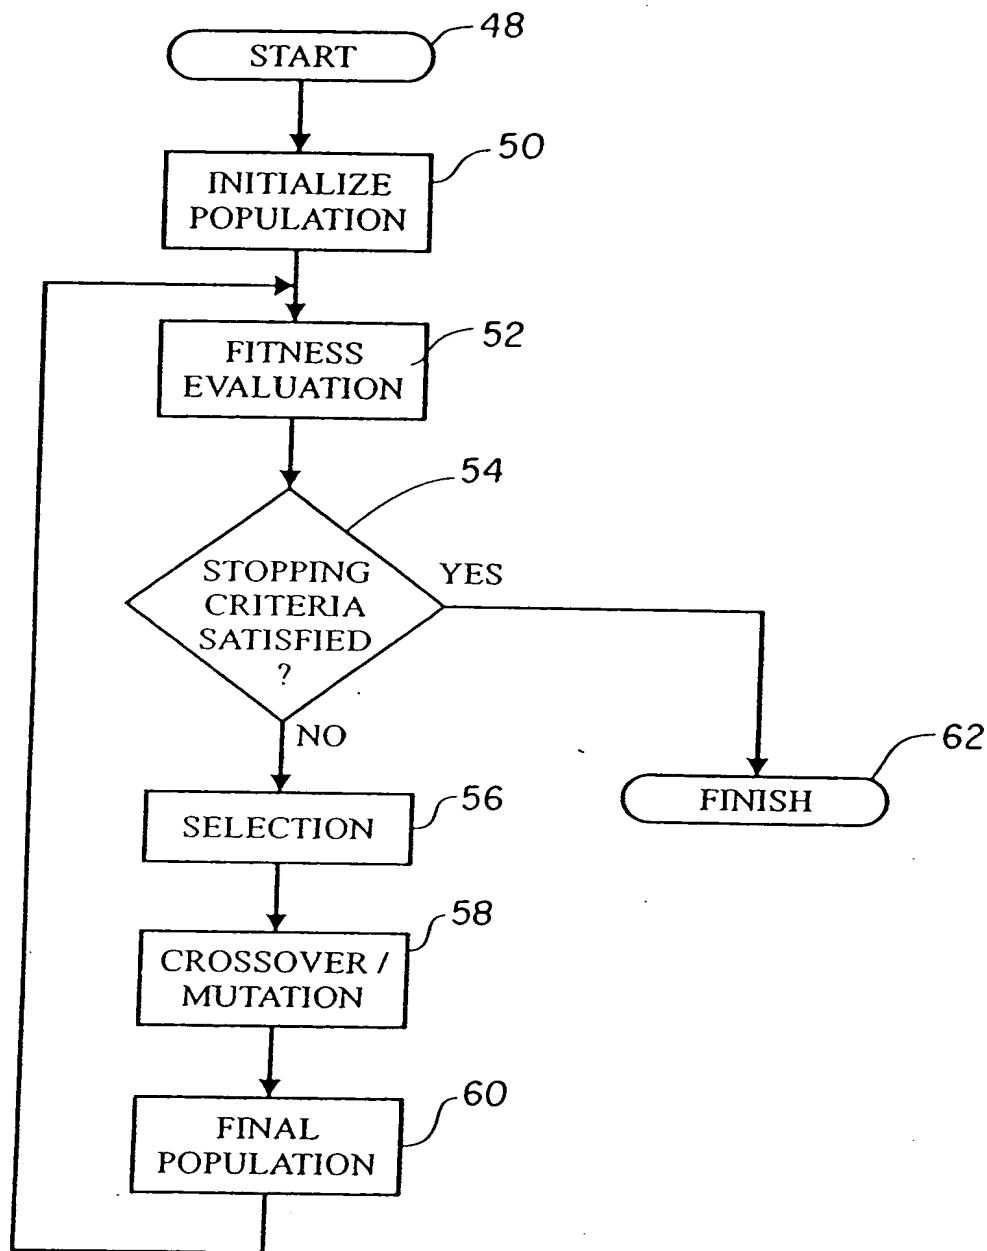 START
48
INITIALIZE
POPULATION
50
FITNESS
EVALUATION
52
54
STOPPING
CRITERIA
SATISFIED
?
YES
NO
SELECTION
56
FINISH
62
CROSSOVER /
MUTATION
58
FINAL
POPULATION
60